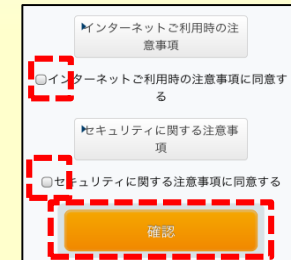 インターネットご利用時の注
意事項
インターネットご利用時の注意事項に同意す
る
セキュリティに関する注意事
項
セキュリティに関する注意事項に同意する
確認